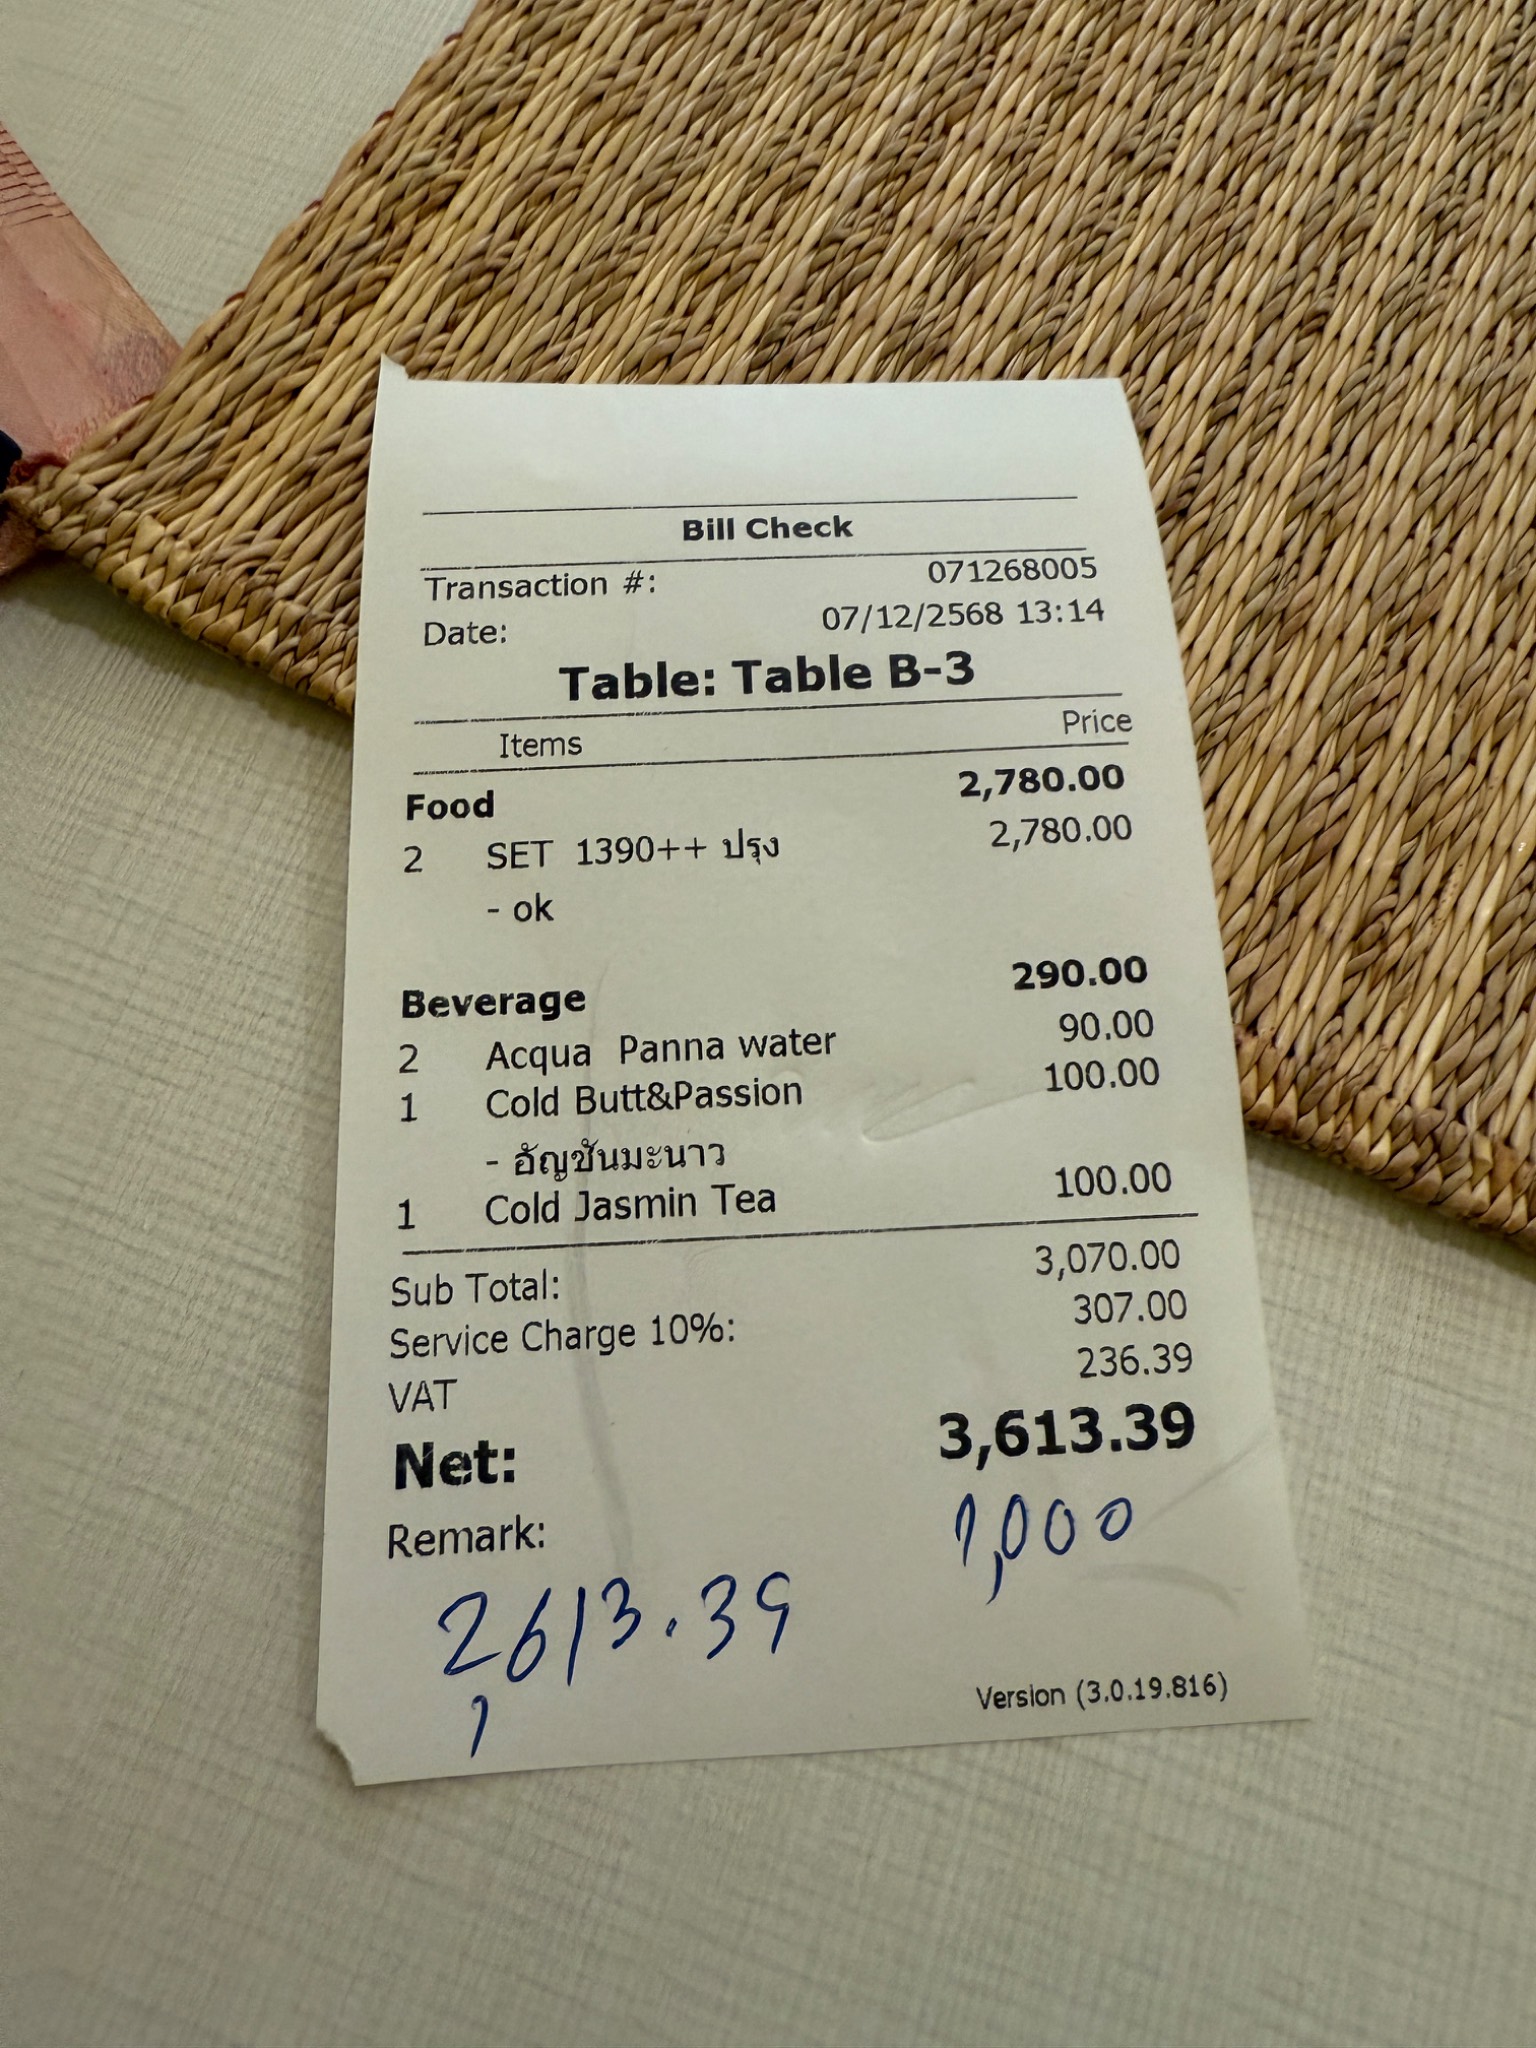 Bill Check
Transaction #: 071268005
Date: 07/12/2568 13:14
Table: Table B-3
Items Price
Food 2,780.00
2 SET 1390++ ปรุง 2,780.00
- ok
Beverage 290.00
2 Acqua Panna water 90.00
1 Cold Butt&Passion 100.00
- อัญชันมะนาว
1 Cold Jasmin Tea 100.00
Sub Total: 3,070.00
Service Charge 10%: 307.00
VAT 236.39
Net: 3,613.39
Remark: 1,000
2,613.39
Version (3.0.19.816)